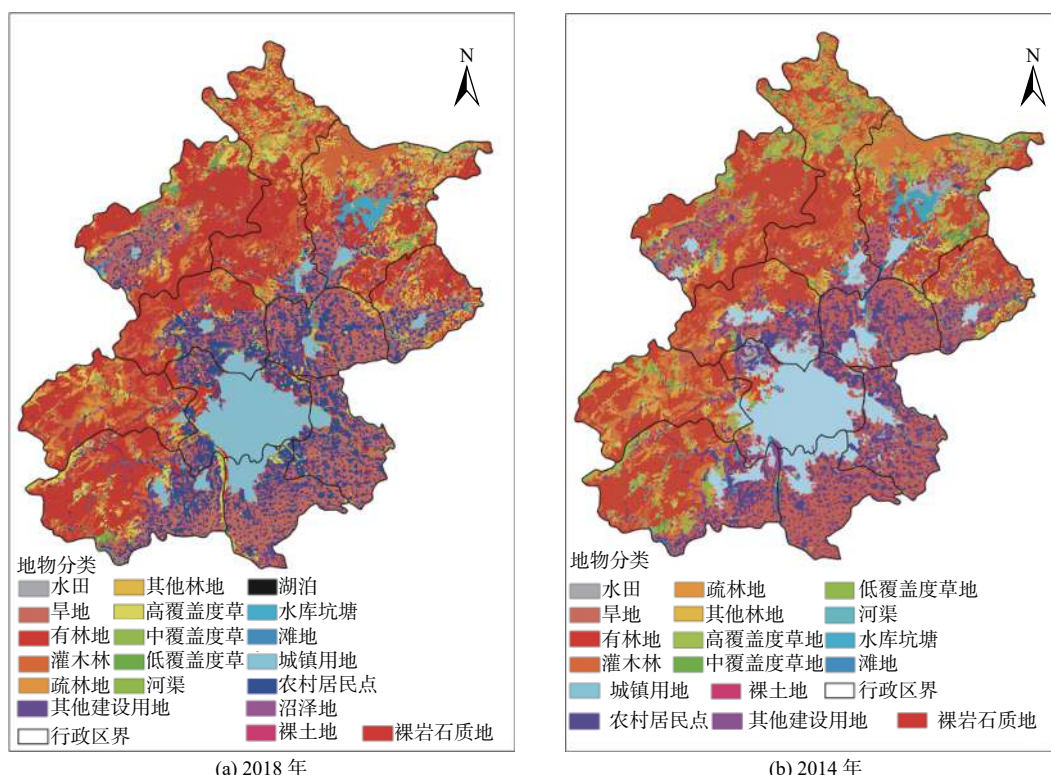 N
地物分类
水田 其他林地 湖泊
旱地 高覆盖度草 水库坑塘
有林地 中覆盖度草 滩地
灌木林 低覆盖度草 城镇用地
疏林地 河渠 农村居民点
其他建设用地 沼泽地
行政区界 裸土地 裸岩石质地
(a) 2018 年
N
地物分类
水田 疏林地 低覆盖度草地
旱地 其他林地 河渠
有林地 高覆盖度草地 水库坑塘
灌木林 中覆盖度草地 滩地
城镇用地 裸土地 行政区界
农村居民点 其他建设用地 裸岩石质地
(b) 2014 年